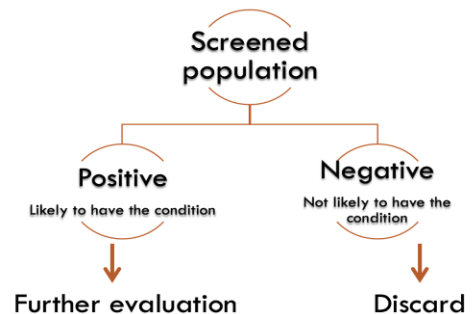 Screened
population
Positive
Likely to have the condition
Negative
Not likely to have the
condition
Further evaluation
Discard